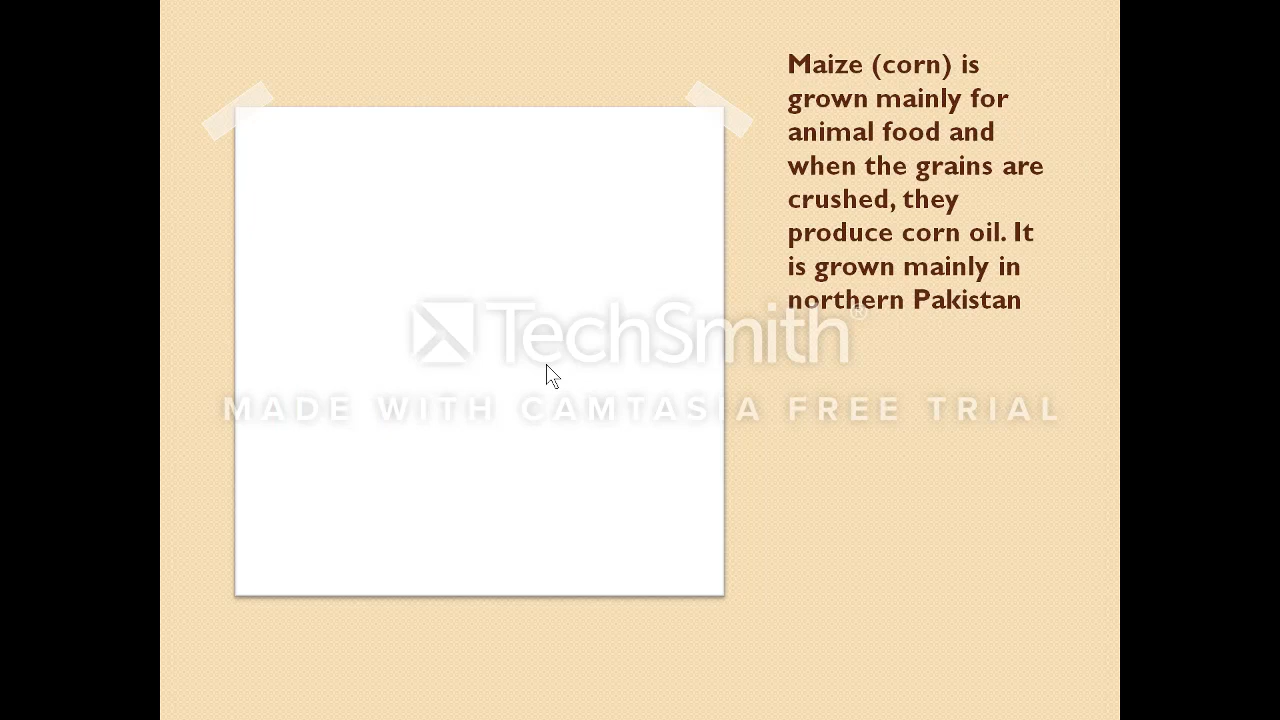 Maize (corn) is
grown mainly for
animal food and
when the grains are
crushed, they
produce corn oil. It
is grown mainly in
northern Pakistan
TechSmith®
MADE WITH CAMTASIA FREE TRIAL